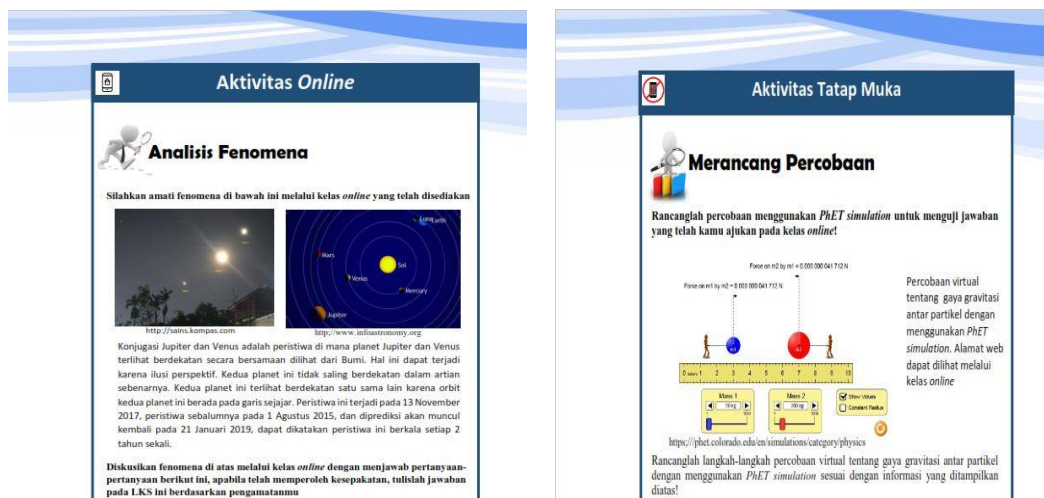 Aktivitas Online
Analisis Fenomena
Silahkan amati fenomena di bawah ini melalui kelas online yang telah disediakan
Mars
Venus
Sol
Mercury
Jupiter
Luna
Earth
http://sains.kompas.com
http;//www.infoastronomy.org
Konjugasi Jupiter dan Venus adalah peristiwa di mana planet Jupiter dan Venus
terlihat berdekatan secara bersamaan dilihat dari Bumi. Hal ini dapat terjadi
karena ilusi perspektif. Kedua planet ini tidak saling berdekatan dalam artian
sebenarnya. Kedua planet ini terlihat berdekatan satu sama lain karena orbit
kedua planet ini berada pada garis sejajar. Peristiwa ini terjadi pada 13 November
2017, peristiwa sebalumnya pada 1 Agustus 2015, dan diprediksi akan muncul
kembali pada 21 Januari 2019, dapat dikatakan peristiwa ini berkala setiap 2
tahun sekali.
Diskusikan fenomena di atas melalui kelas online dengan menjawab pertanyaan-
pertanyaan berikut ini, apabila telah memperoleh kesepakatan, tulislah jawaban
pada LKS ini berdasarkan pengamatanmu
Aktivitas Tatap Muka
Merancang Percobaan
Rancanglah percobaan menggunakan PhET simulation untuk menguji jawaban
yang telah kamu ajukan pada kelas online!
Force on m2 by m1 = 0.000 000 041 712 N
Force on m1 by m2 = 0.000 000 041 712 N
0 1 2 3 4 5 6 7 8 9 10
Mass 1
Mass 2
Show Values
Constant Radius
Percobaan virtual
tentang gaya gravitasi
antar partikel dengan
menggunakan PhET
simulation. Alamat web
dapat dilihat melalui
kelas online
https:///phet.colorado.edu/en/simulations/category/physics
Rancanglah langkah-langkah percobaan virtual tentang gaya gravitasi antar partikel
dengan menggunakan PhET simulation sesuai dengan informasi yang ditampilkan
diatas!